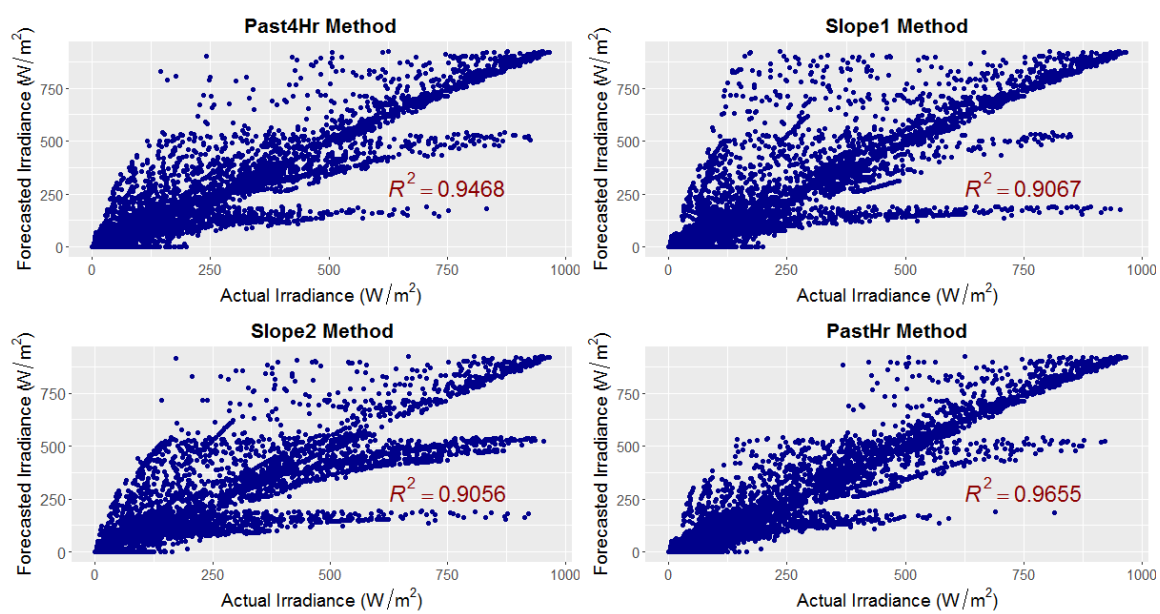 Past4Hr Method
Forecasted Irradiance (W/m²)
750
500
250
0
R² = 0.9468
0 250 500 750 1000
Actual Irradiance (W/m²)
Slope1 Method
Forecasted Irradiance (W/m²)
750
500
250
0
R² = 0.9067
0 250 500 750 1000
Actual Irradiance (W/m²)
Slope2 Method
Forecasted Irradiance (W/m²)
750
500
250
0
R² = 0.9056
0 250 500 750 1000
Actual Irradiance (W/m²)
PastHr Method
Forecasted Irradiance (W/m²)
750
500
250
0
R² = 0.9655
0 250 500 750 1000
Actual Irradiance (W/m²)